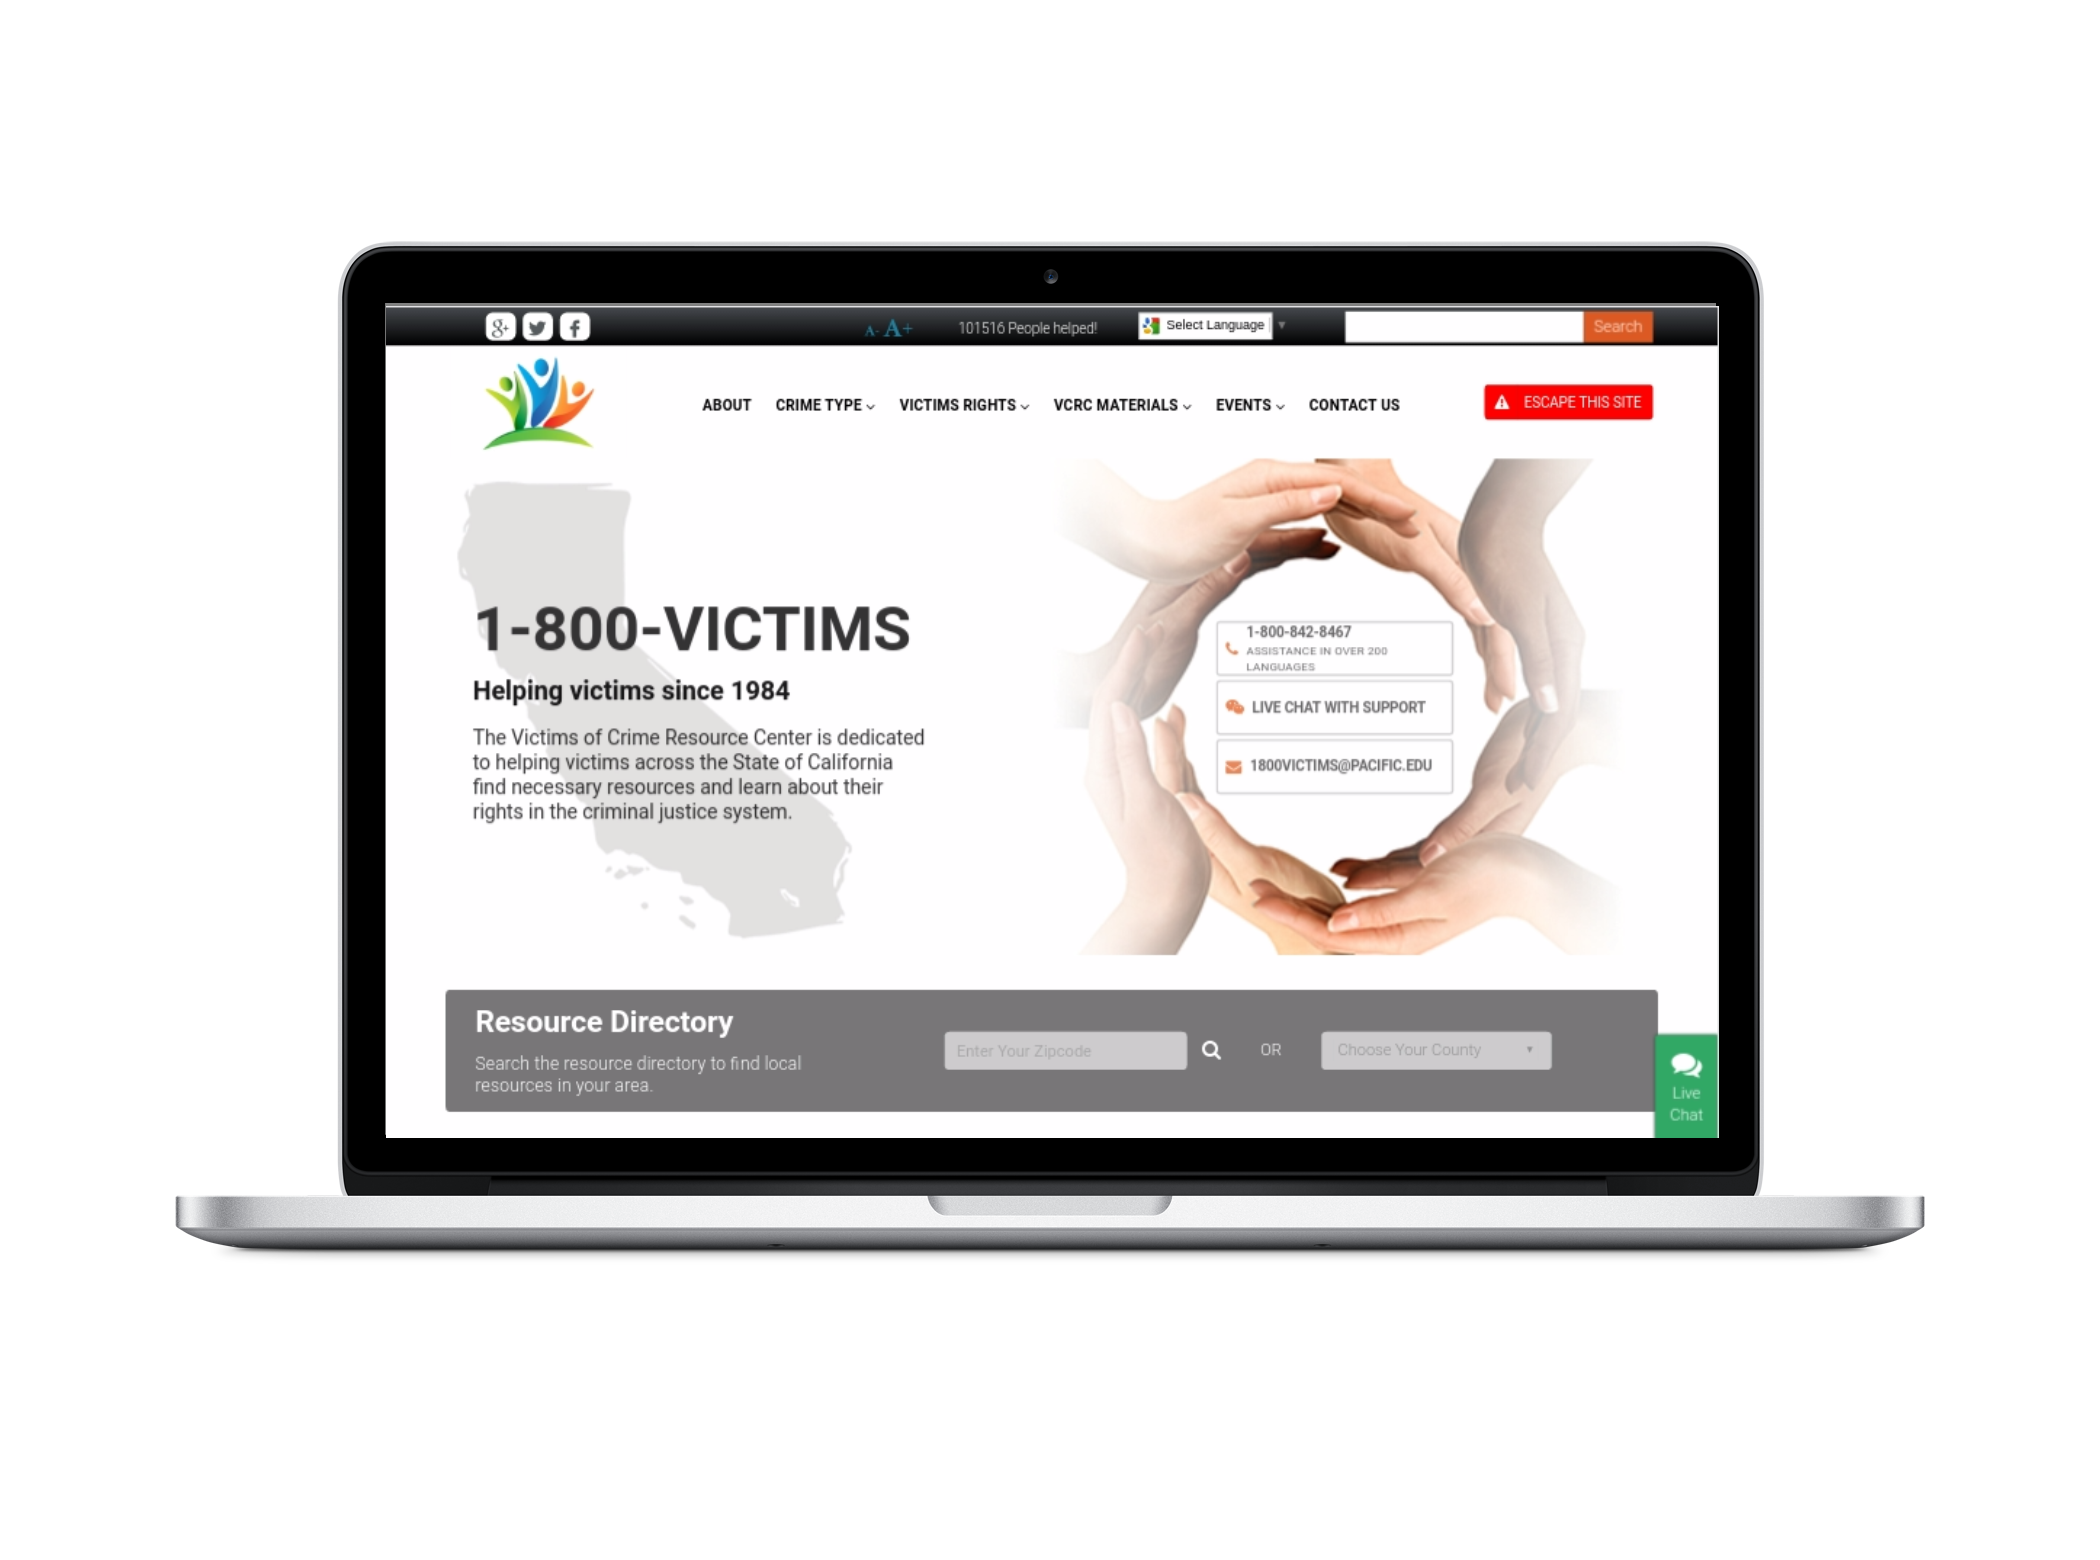 A- A+
101516 People helped!
Select Language ▼
Search
ABOUT CRIME TYPE VICTIMS RIGHTS VCRC MATERIALS EVENTS CONTACT US
ESCAPE THIS SITE
1-800-VICTIMS
Helping victims since 1984
The Victims of Crime Resource Center is dedicated
to helping victims across the State of California
find necessary resources and learn about their
rights in the criminal justice system.
1-800-842-8467
ASSISTANCE IN OVER 200
LANGUAGES
LIVE CHAT WITH SUPPORT
1800VICTIMS@PACIFIC.EDU
Resource Directory
Search the resource directory to find local
resources in your area.
Enter Your Zipcode
OR
Choose Your County
Live
Chat